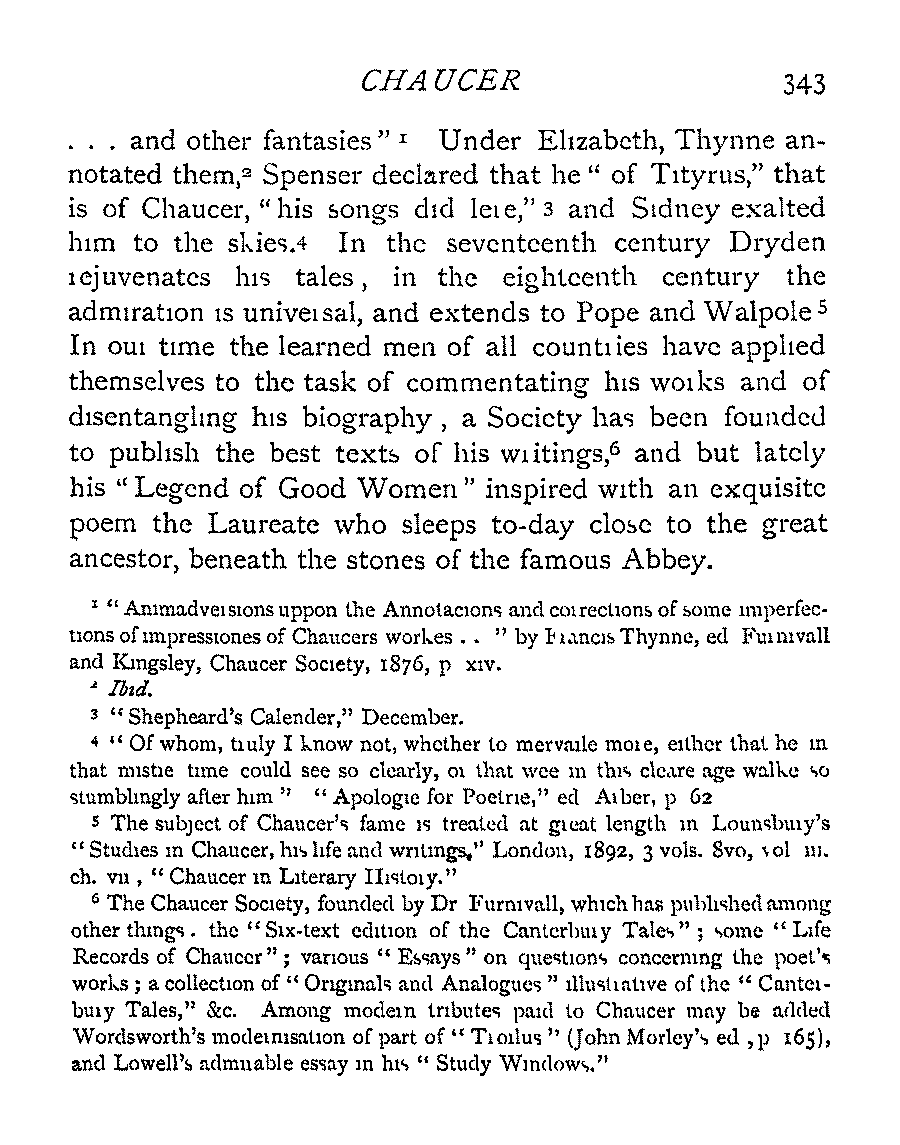 CHAUCER 343
. . . and other fantasies" ¹ Under Elizabeth, Thynne an-
notated them,² Spenser declared that he "of Tityrus," that
is of Chaucer, "his songs did lere," ³ and Sidney exalted
him to the skies.⁴ In the seventeenth century Dryden
rejuvenates his tales, in the eighteenth century the
admiration is universal, and extends to Pope and Walpole ⁵
In our time the learned men of all countries have applied
themselves to the task of commentating his works and of
disentangling his biography, a Society has been founded
to publish the best texts of his writings,⁶ and but lately
his "Legend of Good Women" inspired with an exquisite
poem the Laureate who sleeps to-day close to the great
ancestor, beneath the stones of the famous Abbey.
¹ "Animadversions uppon the Annotacions and corrections of some imperfec-
tions of impressiones of Chaucers workes . . " by Francis Thynne, ed Furnivall
and Kingsley, Chaucer Society, 1876, p xiv.
² Ibid.
³ "Shepheard's Calender," December.
⁴ "Of whom, truly I know not, whether to mervaile more, either that he in
that mistie time could see so clearly, or that wee in this cleare age walke so
stumblingly after him" "Apologie for Poetrie," ed Arber, p 62
⁵ The subject of Chaucer's fame is treated at great length in Lounsbury's
"Studies in Chaucer, his life and writings," London, 1892, 3 vols. 8vo, vol iii.
ch. vii, "Chaucer in Literary History."
⁶ The Chaucer Society, founded by Dr Furnivall, which has published among
other things. the "Six-text edition of the Canterbury Tales"; some "Life
Records of Chaucer"; various "Essays" on questions concerning the poet's
works; a collection of "Originals and Analogues" illustrative of the "Canter-
bury Tales," &c. Among modern tributes paid to Chaucer may be added
Wordsworth's modernisation of part of "Troilus" (John Morley's ed, p 165),
and Lowell's admirable essay in his "Study Windows."